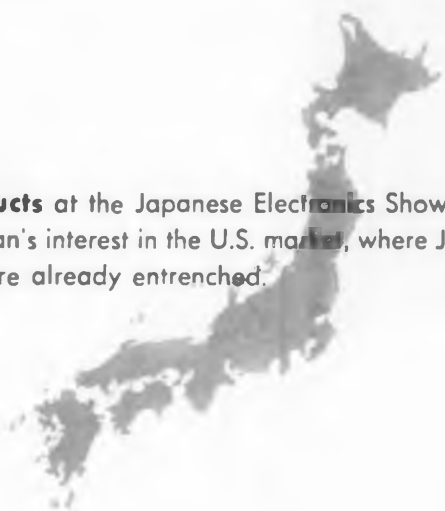 ucts at the Japanese Electronics Show
an's interest in the U.S. market, where J
re already entrenched.